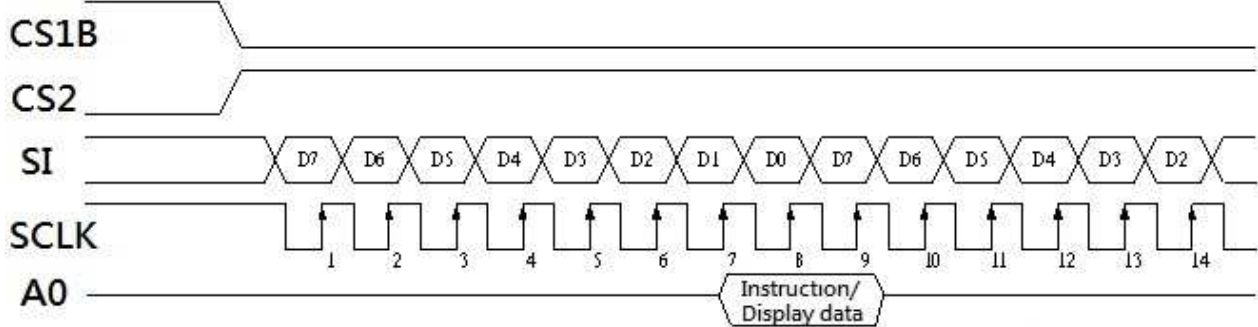 CS1B
CS2
SI D7 D6 D5 D4 D3 D2 D1 D0 D7 D6 D5 D4 D3 D2
SCLK
1 2 3 4 5 6 7 8 9 10 11 12 13 14
A0
Instruction/
Display data